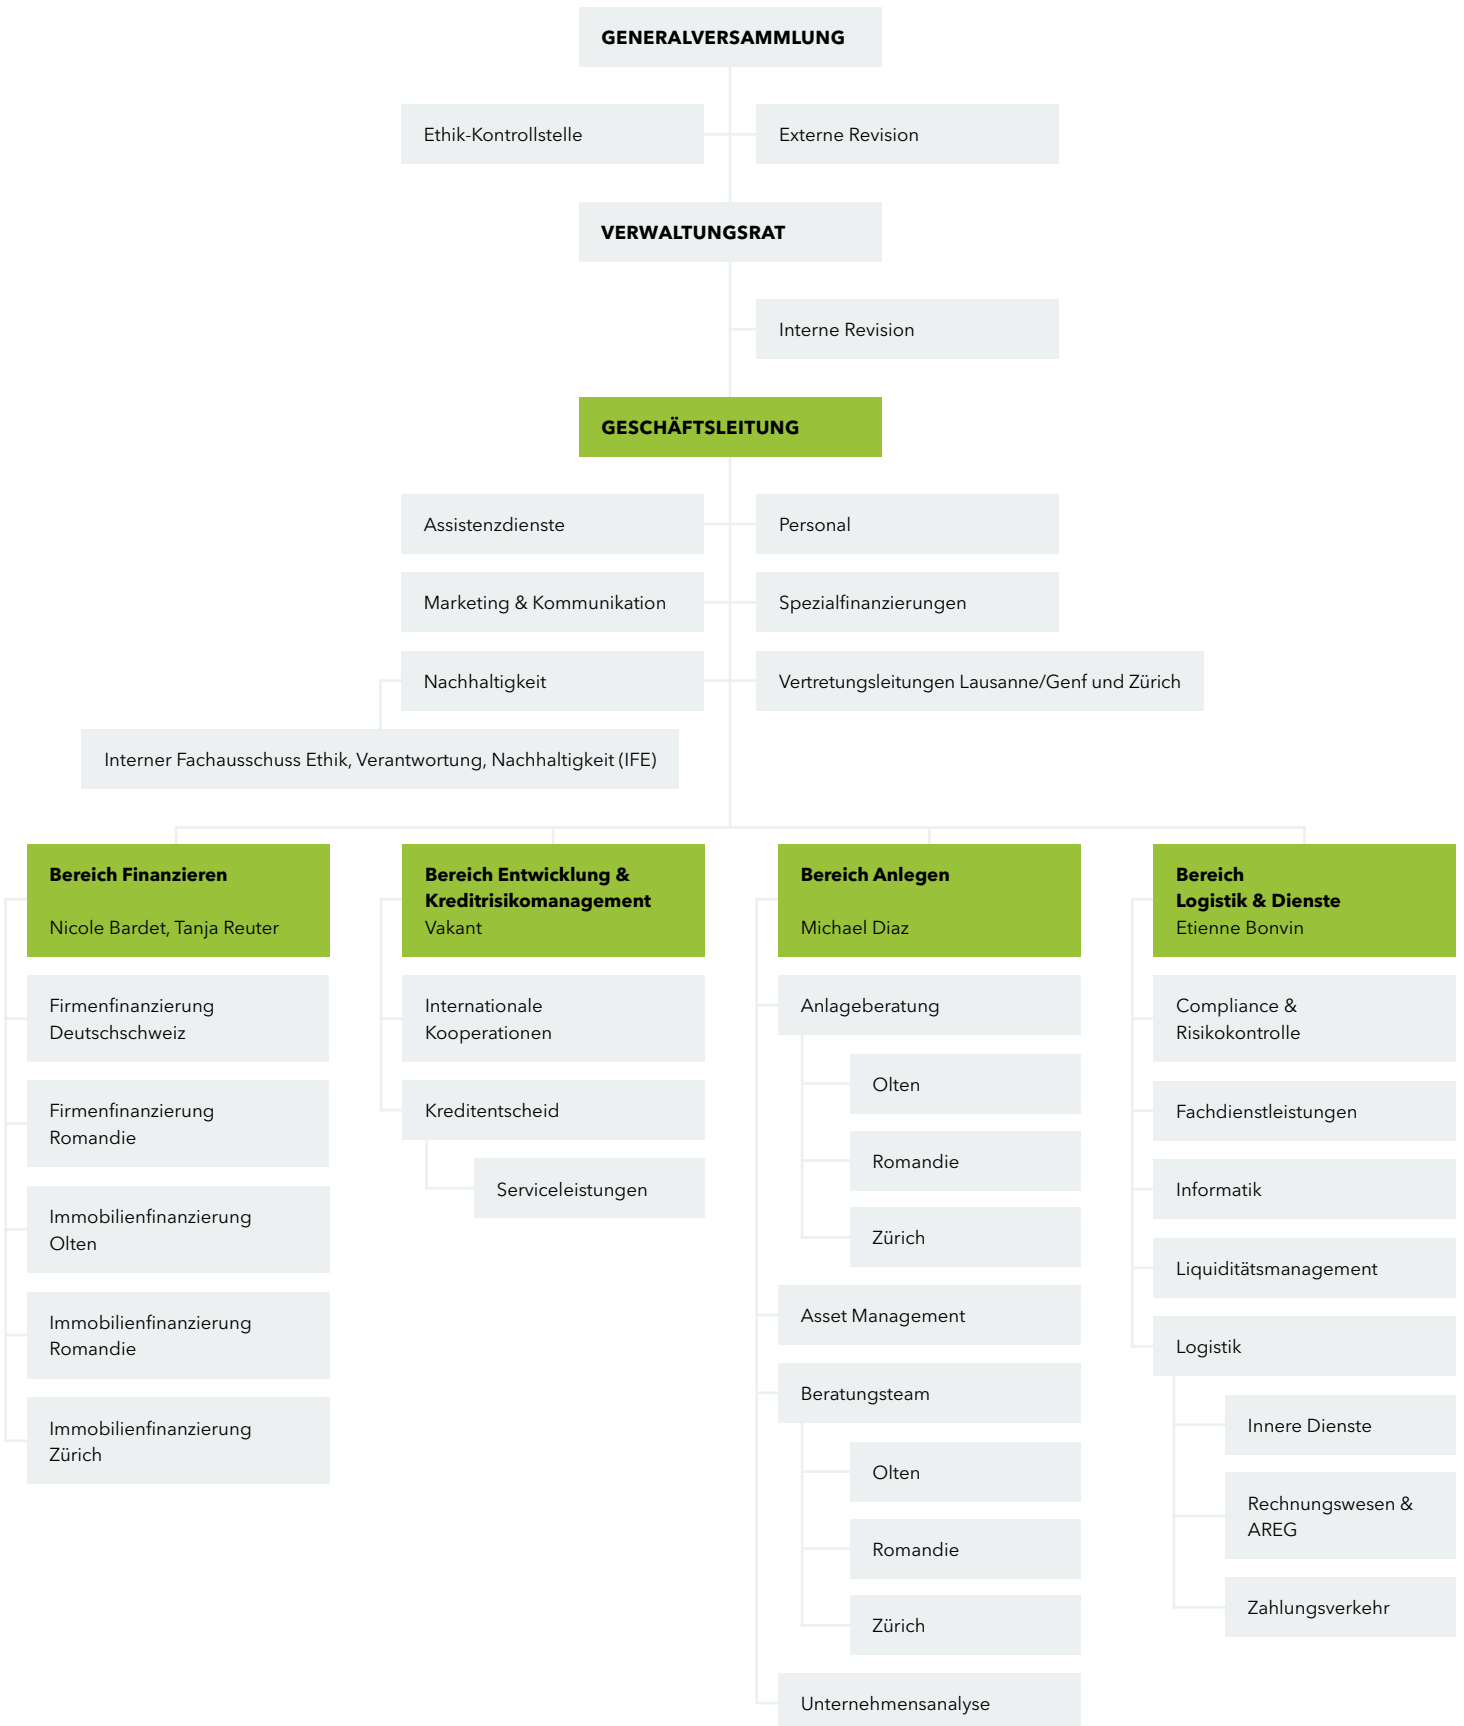 GENERALVERSAMMLUNG
Ethik-Kontrollstelle
Externe Revision
VERWALTUNGSRAT
Interne Revision
GESCHÄFTSLEITUNG
Assistenzdienste
Personal
Marketing & Kommunikation
Spezialfinanzierungen
Nachhaltigkeit
Vertretungsleitungen Lausanne/Genf und Zürich
Interner Fachausschuss Ethik, Verantwortung, Nachhaltigkeit (IFE)
Bereich Finanzieren
Nicole Bardet, Tanja Reuter
Firmenfinanzierung
Deutschschweiz
Firmenfinanzierung
Romandie
Immobilienfinanzierung
Olten
Immobilienfinanzierung
Romandie
Immobilienfinanzierung
Zürich
Bereich Entwicklung &
Kreditrisikomanagement
Vakant
Internationale
Kooperationen
Kreditentscheid
Serviceleistungen
Bereich Anlegen
Michael Diaz
Anlageberatung
Olten
Romandie
Zürich
Asset Management
Beratungsteam
Olten
Romandie
Zürich
Unternehmensanalyse
Bereich
Logistik & Dienste
Etienne Bonvin
Compliance &
Risikokontrolle
Fachdienstleistungen
Informatik
Liquiditätsmanagement
Logistik
Innere Dienste
Rechnungswesen &
AREG
Zahlungsverkehr